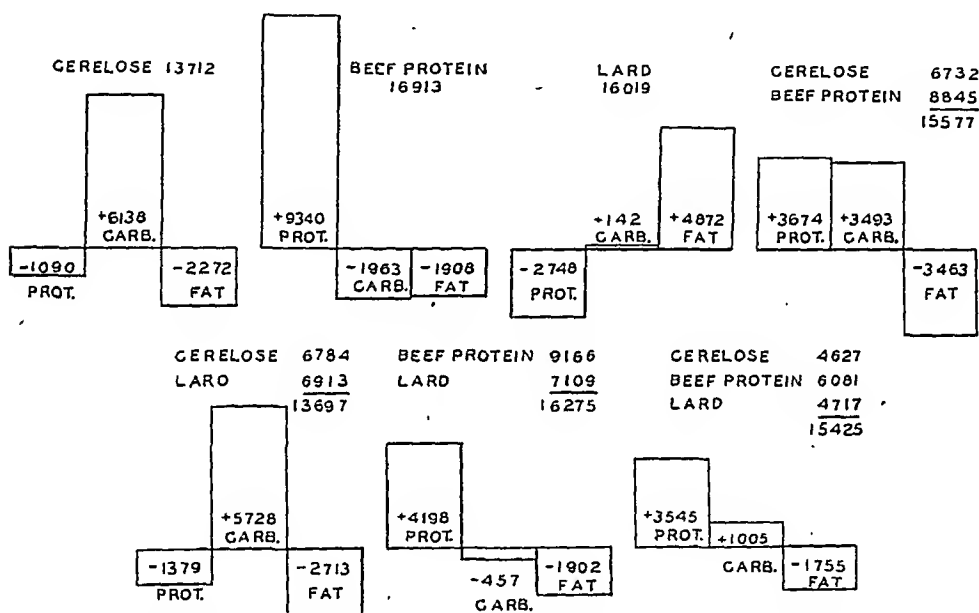 CERELOSE 13712
+6138
CARB.
-1090
PROT.
-2272
FAT
BEEF PROTEIN
16913
+9340
PROT.
-1963
CARB.
-1908
FAT
LARD
16019
+142
CARB.
+4872
FAT
-2748
PROT.
CERELOSE 6732
BEEF PROTEIN 8845
15577
+3674
PROT.
+3493
CARB.
-3463
FAT
CERELOSE 6784
LARD 6913
13697
+5728
CARB.
-1379
PROT.
-2713
FAT
BEEF PROTEIN 9166
LARD 7109
16275
+4198
PROT.
-457
CARB.
-1902
FAT
CERELOSE 4627
BEEF PROTEIN 6081
LARD 4717
15425
+3545
PROT.
+1005
CARB.
-1755
FAT